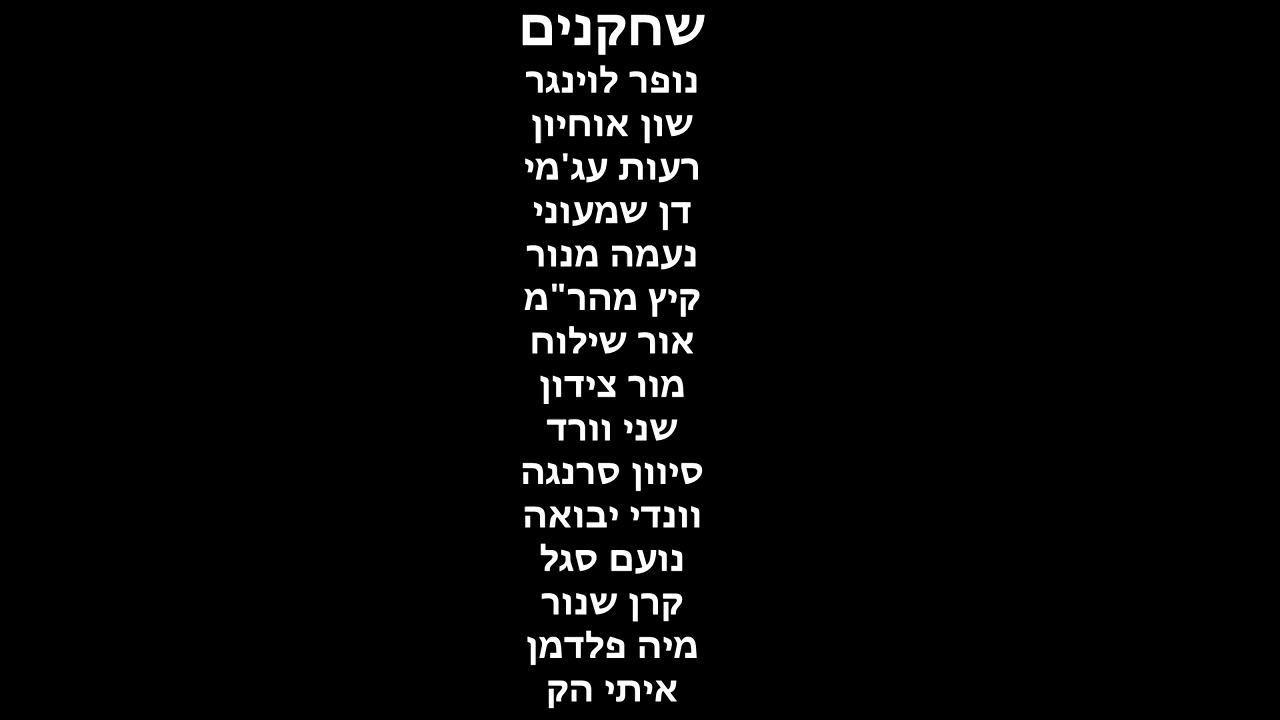 שחקנים
נופר לוינגר
שון אוחיון
רעות עג'מי
דן שמעוני
נעמה מנור
קיץ מהר"מ
אור שילוח
מור צידון
שני וורד
סיוון סרנגה
וונדי יבואה
נועם סגל
קרן שנור
מיה פלדמן
איתי הק